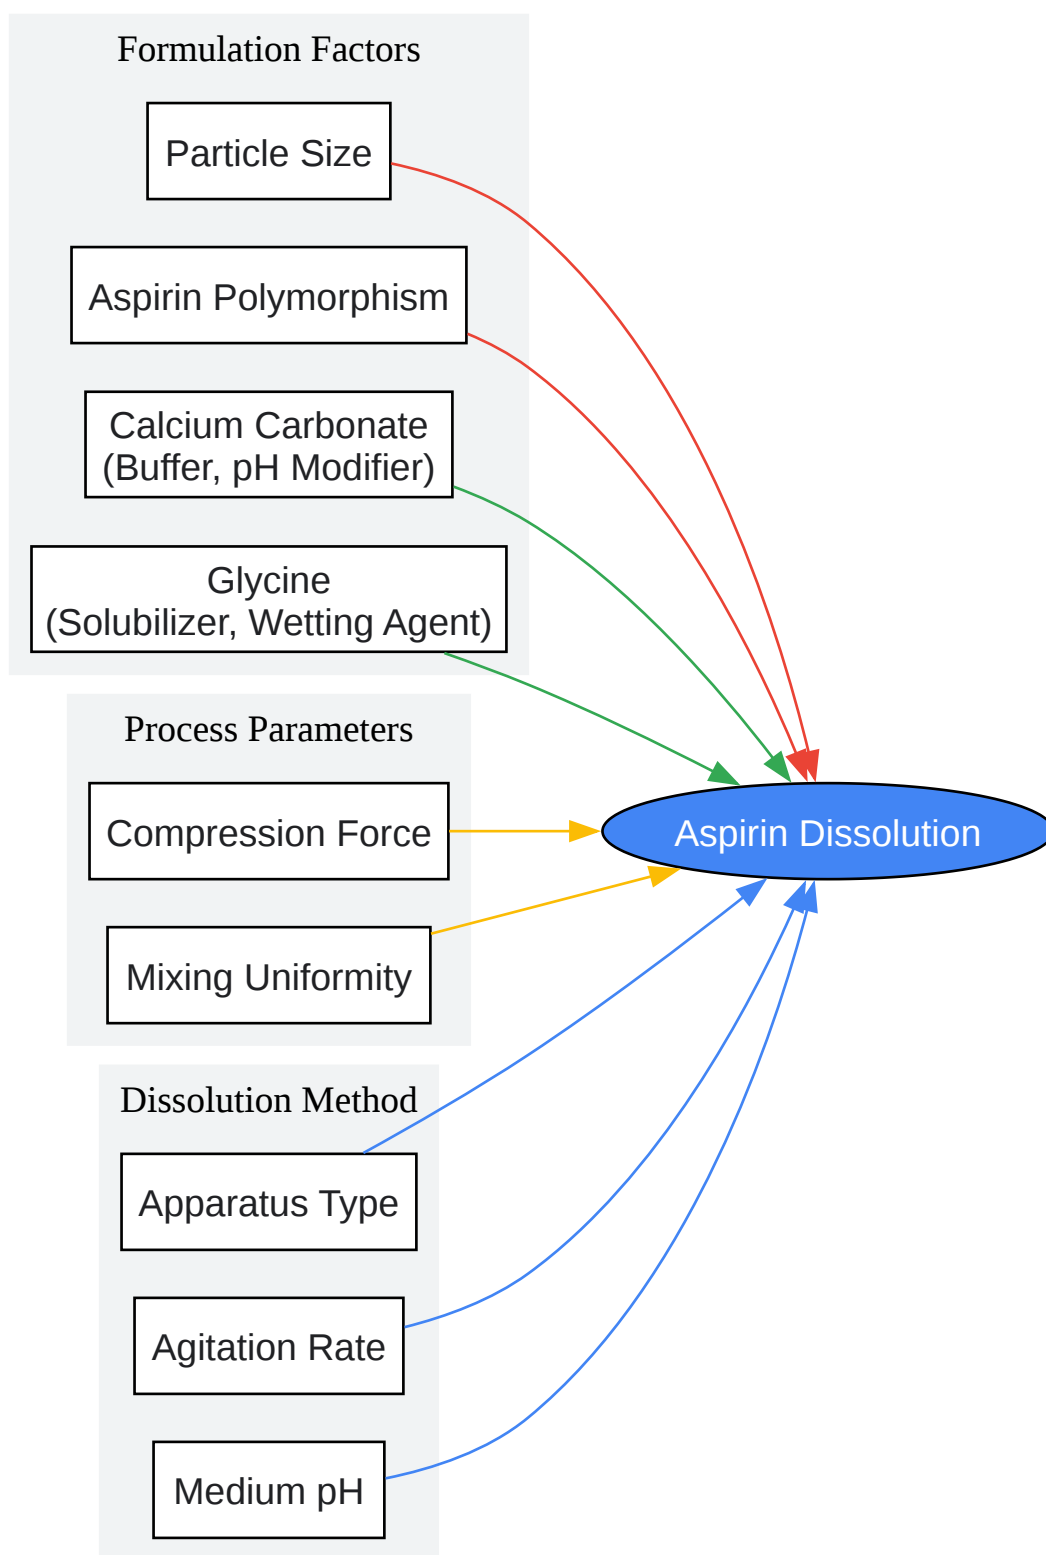 Formulation Factors
Particle Size
Aspirin Polymorphism
Calcium Carbonate
(Buffer, pH Modifier)
Glycine
(Solubilizer, Wetting Agent)
Process Parameters
Compression Force
Aspirin Dissolution
Mixing Uniformity
Dissolution Method
Apparatus Type
Agitation Rate
Medium pH